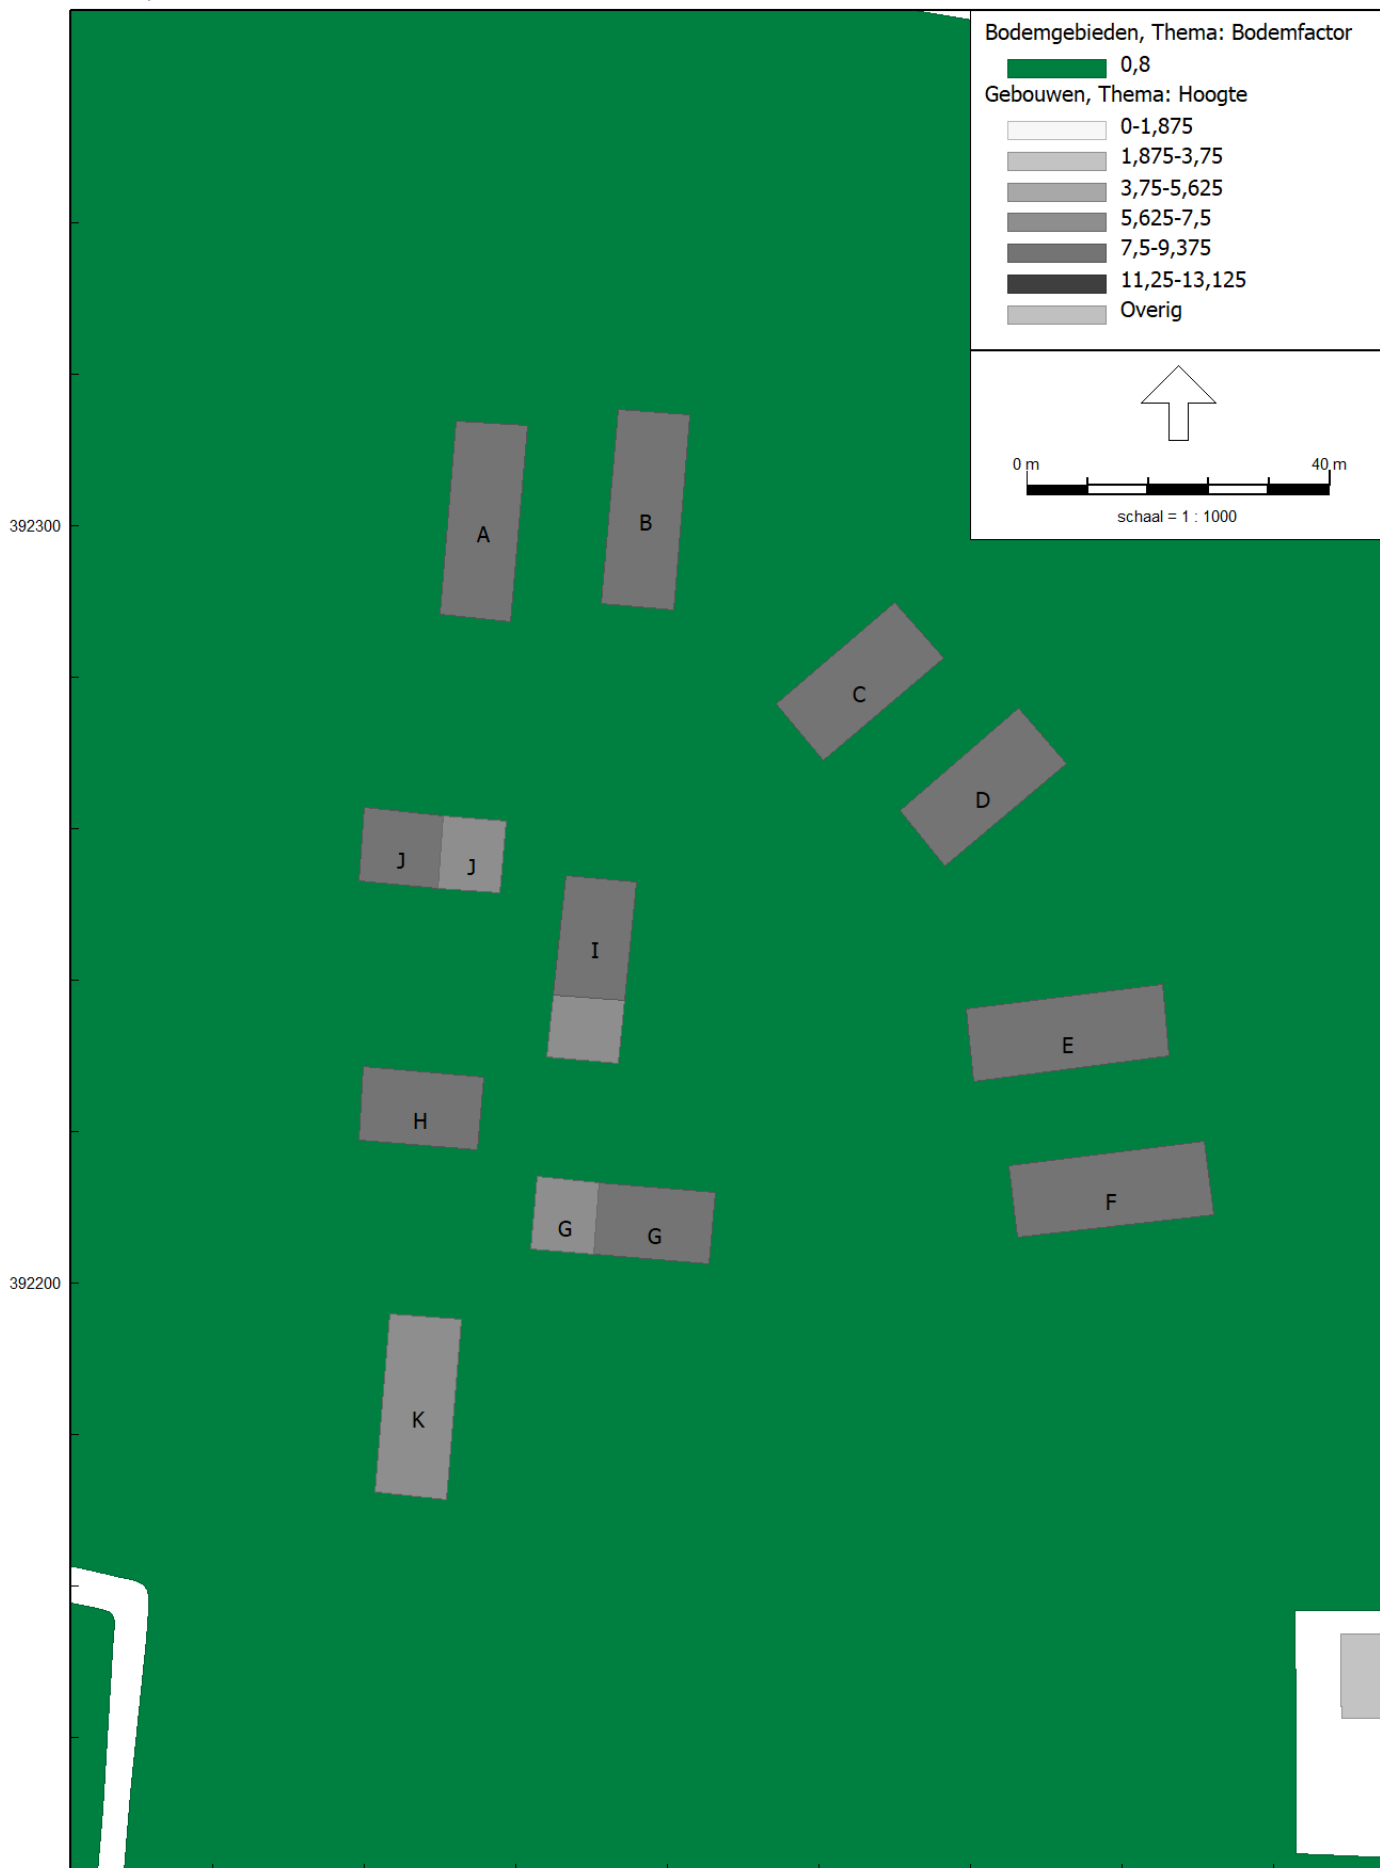 Bodemgebieden, Thema: Bodemfactor
0,8
Gebouwen, Thema: Hoogte
0-1,875
1,875-3,75
3,75-5,625
5,625-7,5
7,5-9,375
11,25-13,125
Overig
0 m 40 m
schaal = 1 : 1000
392300
A
B
C
D
J J
I
E
H
F
G G
392200
K